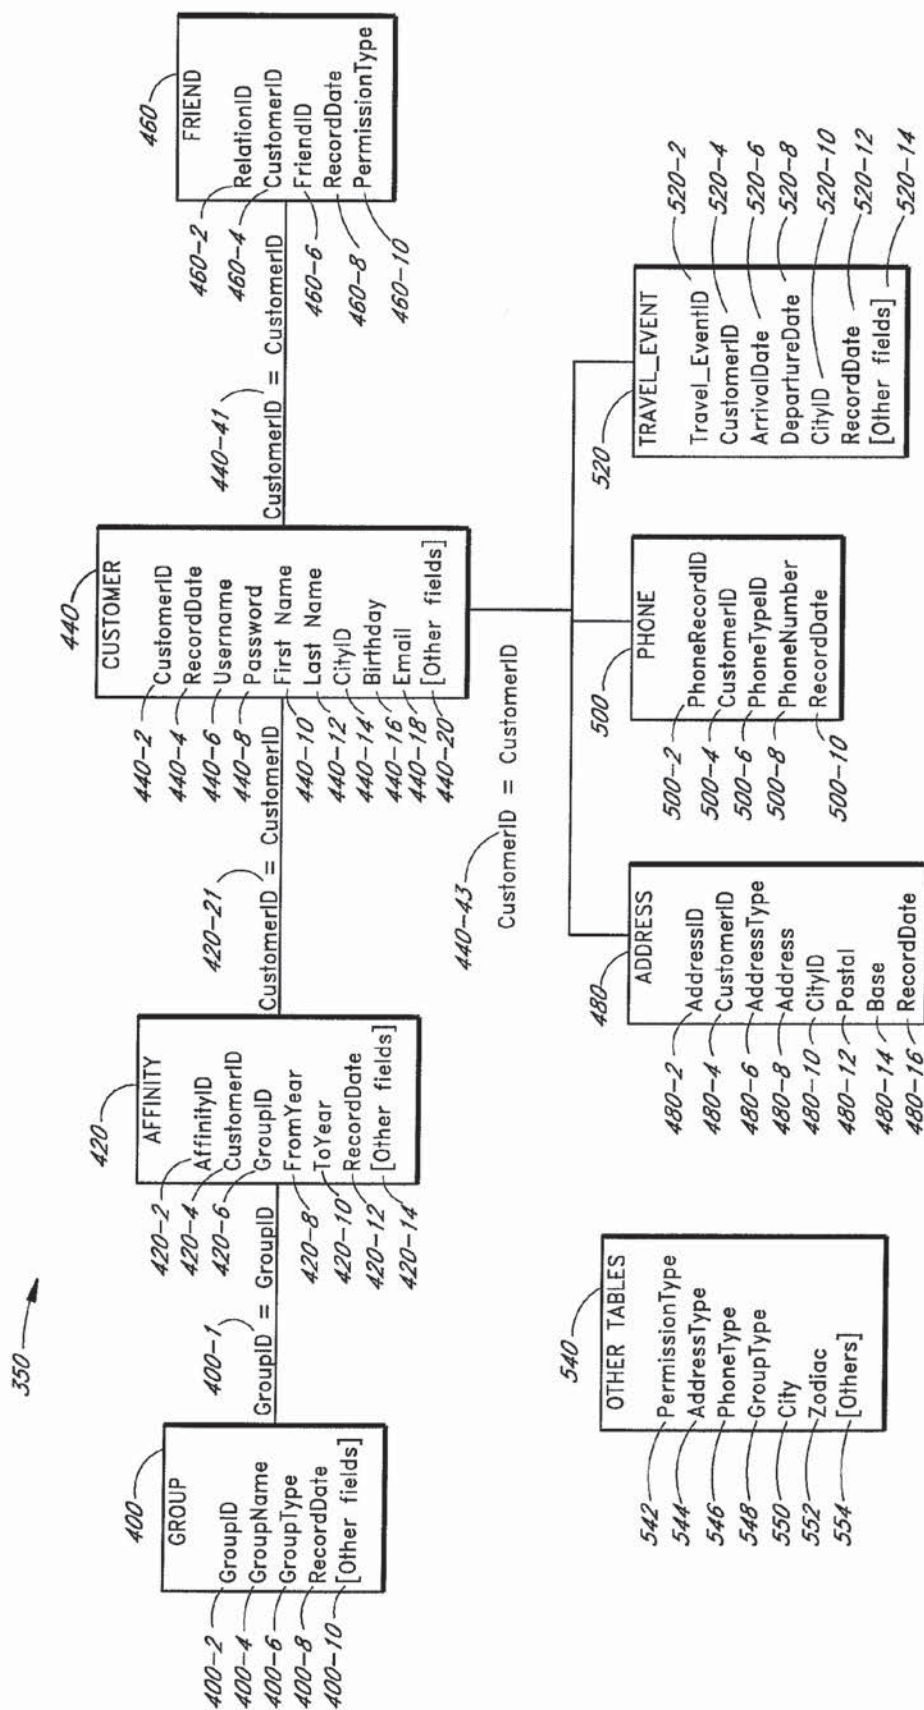 350
400
GROUP
400-2 GroupID
400-4 GroupName
400-6 GroupType
400-8 RecordDate
400-10 [Other fields]
400-1
GroupID = GroupID
420
AFFINITY
420-2 AffinityID
420-4 CustomerID
420-6 GroupID
420-8 FromYear
420-10 ToYear
420-12 RecordDate
420-14 [Other fields]
420-21
CustomerID = CustomerID
440
CUSTOMER
440-2 CustomerID
440-4 RecordDate
440-6 Username
440-8 Password
440-10 First Name
440-12 Last Name
440-14 CityID
440-16 Birthday
440-18 Email
440-20 [Other fields]
440-41
CustomerID = CustomerID
460
FRIEND
460-2 RelationID
460-4 CustomerID
460-6 FriendID
460-8 RecordDate
460-10 PermissionType
440-43
CustomerID = CustomerID
540
OTHER TABLES
542 PermissionType
544 AddressType
546 PhoneType
548 GroupType
550 City
552 Zodiac
554 [Others]
480
ADDRESS
480-2 AddressID
480-4 CustomerID
480-6 AddressType
480-8 Address
480-10 CityID
480-12 Postal
480-14 Base
480-16 RecordDate
500
PHONE
500-2 PhoneRecordID
500-4 CustomerID
500-6 PhoneTypeID
500-8 PhoneNumber
500-10 RecordDate
520
TRAVEL_EVENT
Travel_EventID 520-2
CustomerID 520-4
ArrivalDate 520-6
DepartureDate 520-8
CityID 520-10
RecordDate 520-12
[Other fields] 520-14